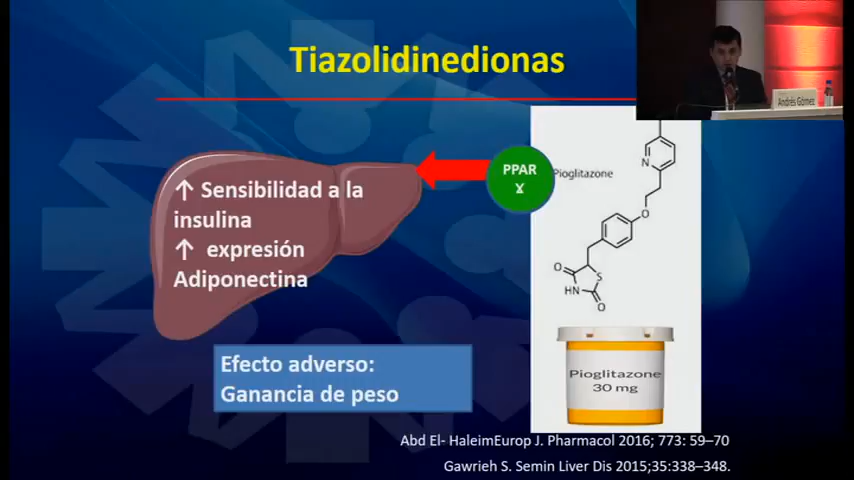 Tiazolidinedionas
Andrés Gómez
PPAR
γ
Pioglitazone
↑ Sensibilidad a la
insulina
↑ expresión
Adiponectina
N
O
O
S
HN
O
Efecto adverso:
Ganancia de peso
Pioglitazone
30 mg
Abd El- HaleimEurop J. Pharmacol 2016; 773: 59–70
Gawrieh S. Semin Liver Dis 2015;35:338–348.